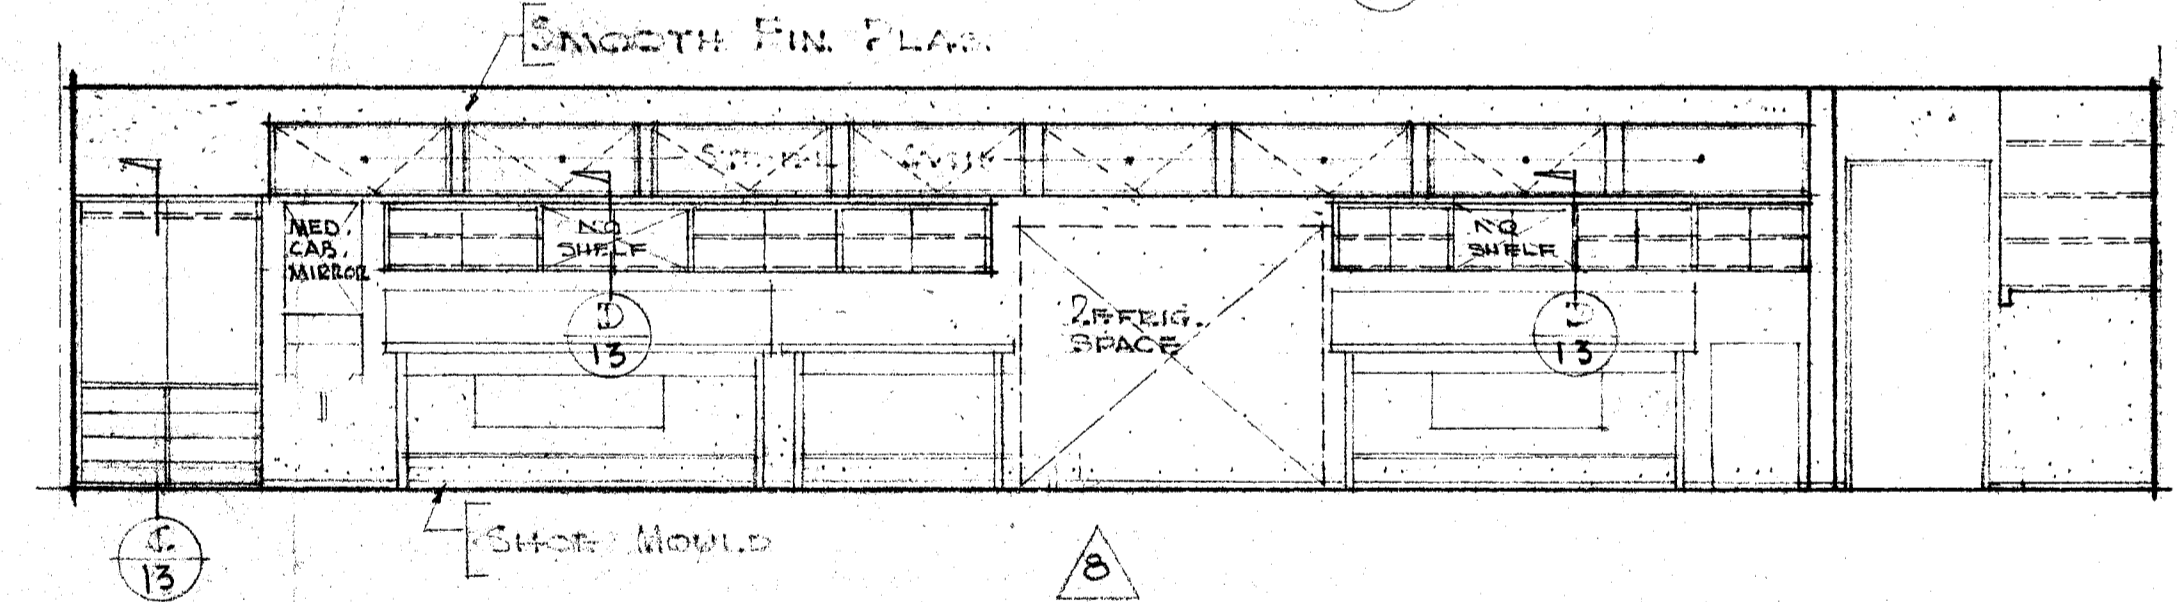 SMOOTH FIN. PLAS.
MED.
CAB.
MIRROR
NO
SHELF
D
13
REFRIG.
SPACE
NO
SHELF
D
13
C
13
SHOE MOULD
8